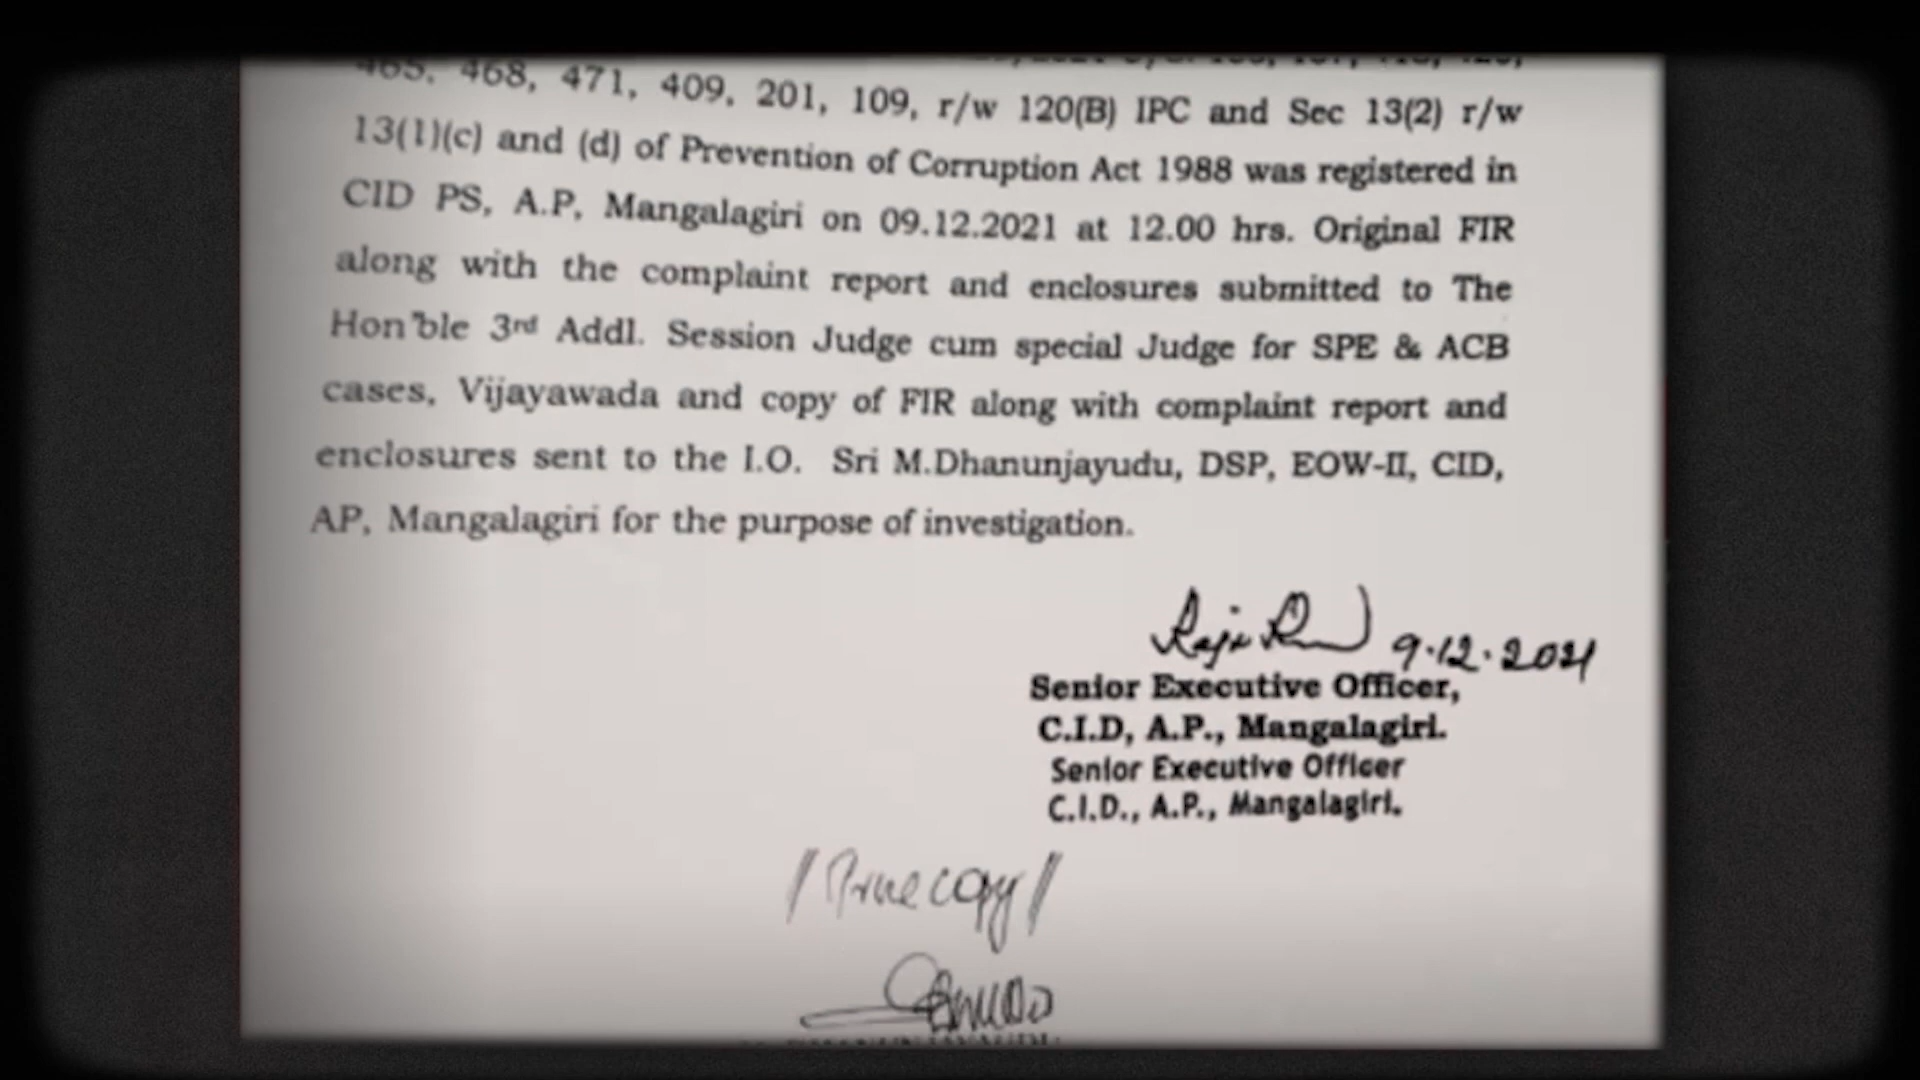 465, 468, 471, 409, 201, 109, r/w 120(B) IPC and Sec 13(2) r/w
13(1)(c) and (d) of Prevention of Corruption Act 1988 was registered in
CID PS, A.P, Mangalagiri on 09.12.2021 at 12.00 hrs. Original FIR
along with the complaint report and enclosures submitted to The
Hon'ble 3rd Addl. Session Judge cum special Judge for SPE & ACB
cases, Vijayawada and copy of FIR along with complaint report and
enclosures sent to the I.O. Sri M.Dhanunjayudu, DSP, EOW-II, CID,
AP, Mangalagiri for the purpose of investigation.
9.12.2021
Senior Executive Officer,
C.I.D, A.P., Mangalagiri.
Senior Executive Officer
C.I.D., A.P., Mangalagiri.
// True copy //